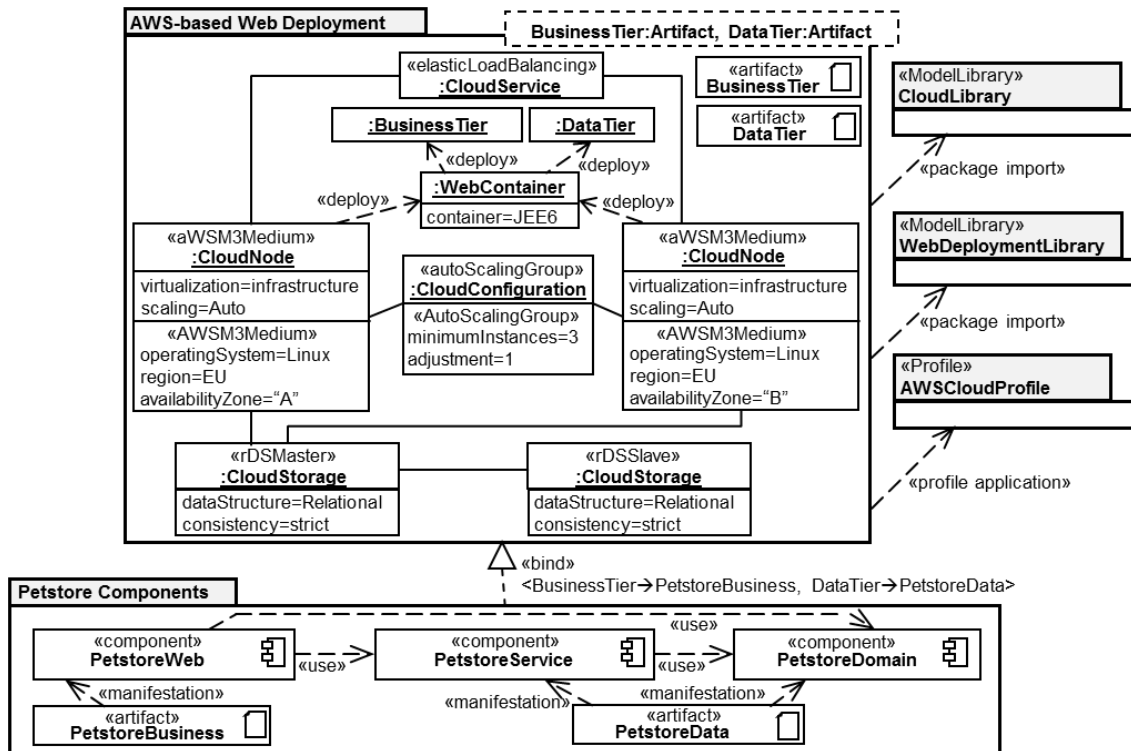 AWS-based Web Deployment
BusinessTier:Artifact, DataTier:Artifact
«elasticLoadBalancing»
:CloudService
«artifact»
BusinessTier
«artifact»
DataTier
:BusinessTier
:DataTier
«deploy»
«deploy»
:WebContainer
container=JEE6
«deploy»
«deploy»
«aWSM3Medium»
:CloudNode
virtualization=infrastructure
scaling=Auto
«AWSM3Medium»
operatingSystem=Linux
region=EU
availabilityZone=“A”
«autoScalingGroup»
:CloudConfiguration
«AutoScalingGroup»
minimumInstances=3
adjustment=1
«aWSM3Medium»
:CloudNode
virtualization=infrastructure
scaling=Auto
«AWSM3Medium»
operatingSystem=Linux
region=EU
availabilityZone=“B”
«rDSMaster»
:CloudStorage
dataStructure=Relational
consistency=strict
«rDSSlave»
:CloudStorage
dataStructure=Relational
consistency=strict
«ModelLibrary»
CloudLibrary
«package import»
«ModelLibrary»
WebDeploymentLibrary
«package import»
«Profile»
AWSCloudProfile
«profile application»
«bind»
<BusinessTier→PetstoreBusiness, DataTier→PetstoreData>
Petstore Components
«component»
PetstoreWeb
«use»
«component»
PetstoreService
«use»
«use»
«component»
PetstoreDomain
«manifestation»
«manifestation»
«manifestation»
«artifact»
PetstoreBusiness
«artifact»
PetstoreData